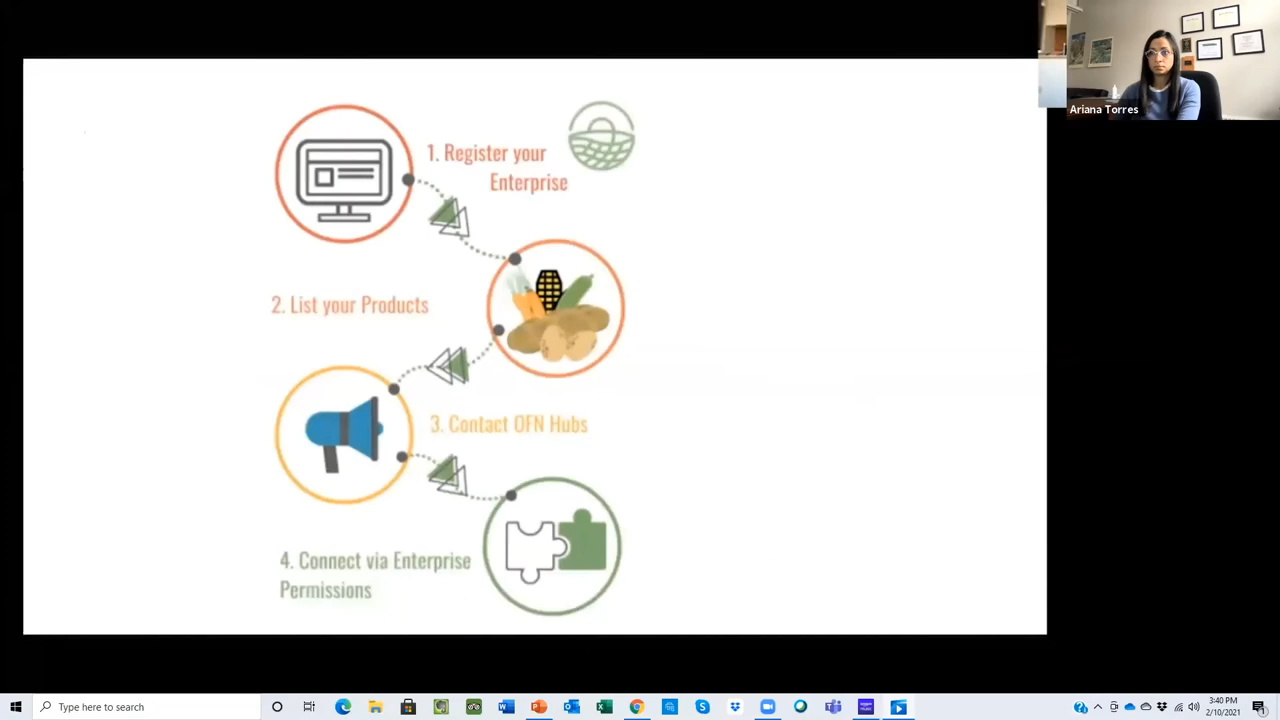 Ariana Torres
1. Register your
Enterprise
2. List your Products
3. Contact OFN Hubs
4. Connect via Enterprise
Permissions
Type here to search
3:40 PM
2/10/2021